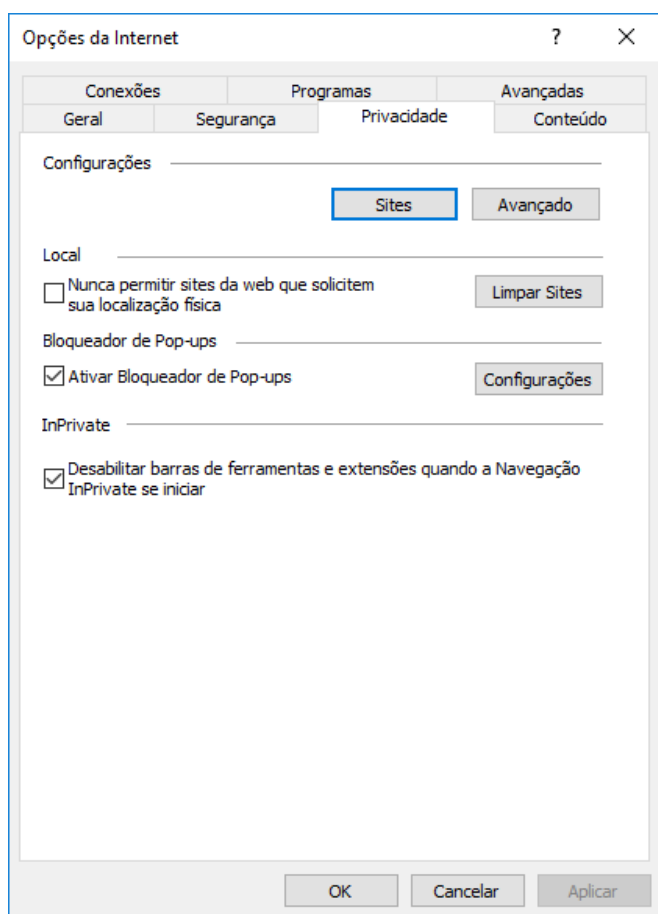 Opções da Internet
?
Conexões Programas Avançadas
Geral Segurança Privacidade Conteúdo
Configurações
Sites Avançado
Local
Nunca permitir sites da web que solicitem
sua localização física
Limpar Sites
Bloqueador de Pop-ups
Ativar Bloqueador de Pop-ups
Configurações
InPrivate
Desabilitar barras de ferramentas e extensões quando a Navegação
InPrivate se iniciar
OK Cancelar Aplicar